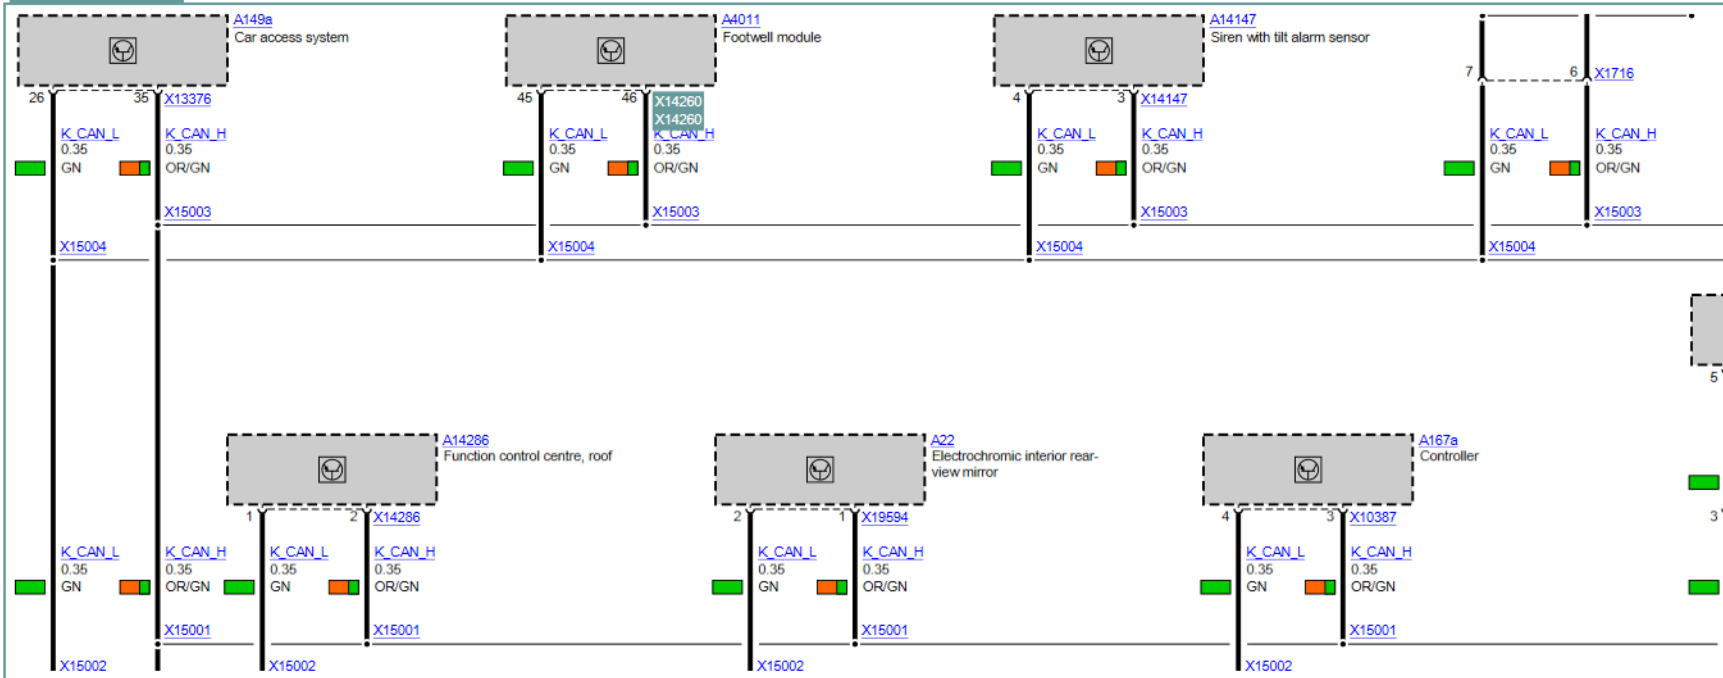 A149a
Car access system
A4011
Footwell module
A14147
Siren with tilt alarm sensor
7
6
X1716
26
35
X13376
45
46
X14260
X14260
4
3
X14147
K_CAN_L
0.35
GN
K_CAN_H
0.35
OR/GN
K_CAN_L
0.35
GN
K_CAN_H
0.35
OR/GN
K_CAN_L
0.35
GN
K_CAN_H
0.35
OR/GN
K_CAN_L
0.35
GN
K_CAN_H
0.35
OR/GN
X15003
X15003
X15003
X15003
X15004
X15004
X15004
X15004
5
A14286
Function control centre, roof
A22
Electrochromic interior rear-
view mirror
A167a
Controller
1
2
X14286
2
1
X19594
4
3
X10387
3
K_CAN_L
0.35
GN
K_CAN_H
0.35
OR/GN
K_CAN_L
0.35
GN
K_CAN_H
0.35
OR/GN
K_CAN_L
0.35
GN
K_CAN_H
0.35
OR/GN
K_CAN_L
0.35
GN
K_CAN_H
0.35
OR/GN
X15001
X15001
X15001
X15001
X15002
X15002
X15002
X15002